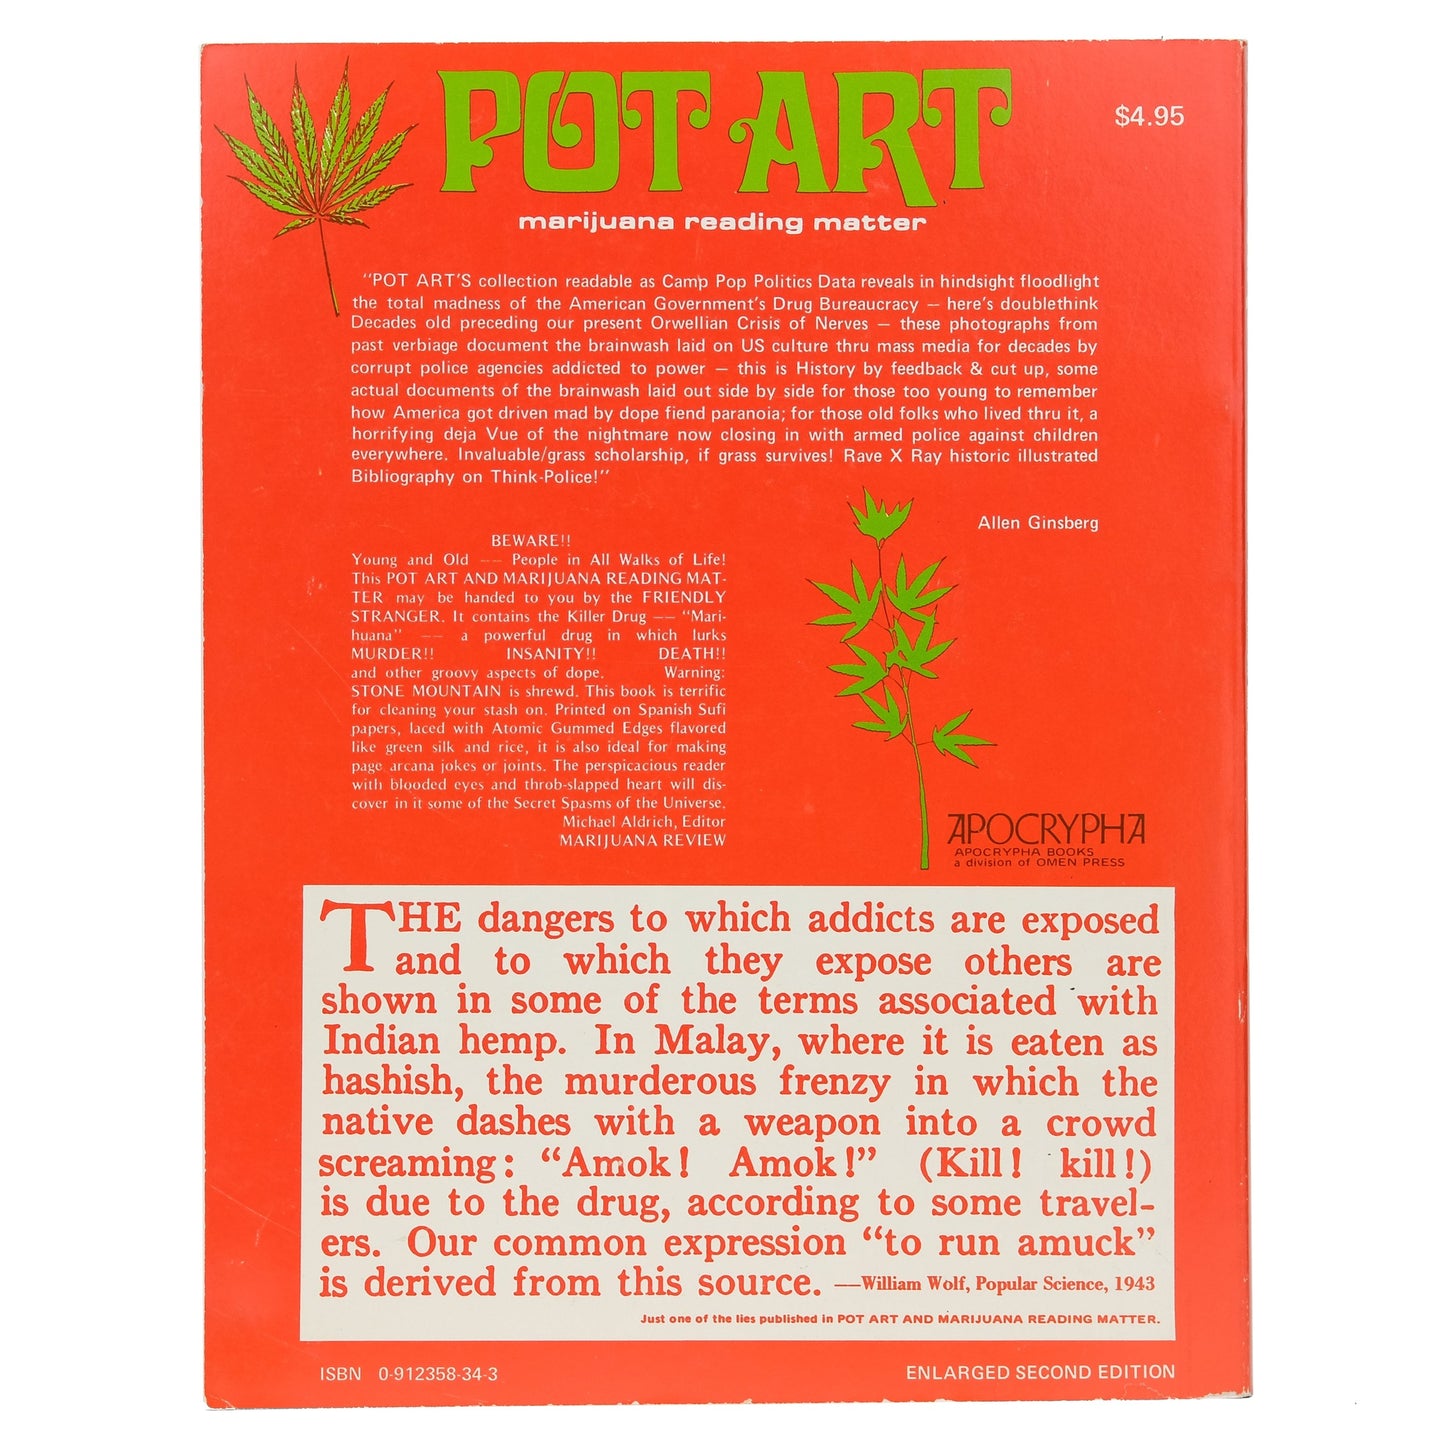 POT ART
$4.95
marijuana reading matter
"POT ART'S collection readable as Camp Pop Politics Data reveals in hindsight floodlight
the total madness of the American Government's Drug Bureaucracy — here's doublethink
Decades old preceding our present Orwellian Crisis of Nerves — these photographs from
past verbiage document the brainwash laid on US culture thru mass media for decades by
corrupt police agencies addicted to power — this is History by feedback & cut up, some
actual documents of the brainwash laid out side by side for those too young to remember
how America got driven mad by dope fiend paranoia; for those old folks who lived thru it, a
horrifying deja Vue of the nightmare now closing in with armed police against children
everywhere. Invaluable/grass scholarship, if grass survives! Rave X Ray historic illustrated
Bibliography on Think-Police!"
Allen Ginsberg
BEWARE!!
Young and Old —— People in All Walks of Life!
This POT ART AND MARIJUANA READING MAT-
TER may be handed to you by the FRIENDLY
STRANGER. It contains the Killer Drug —— "Mari-
huana" —— a powerful drug in which lurks
MURDER!! INSANITY!! DEATH!!
and other groovy aspects of dope. Warning:
STONE MOUNTAIN is shrewd. This book is terrific
for cleaning your stash on. Printed on Spanish Sufi
papers, laced with Atomic Gummed Edges flavored
like green silk and rice, it is also ideal for making
page arcana jokes or joints. The perspicacious reader
with blooded eyes and throb-slapped heart will dis-
cover in it some of the Secret Spasms of the Universe.
Michael Aldrich, Editor
MARIJUANA REVIEW
APOCRYPHA
APOCRYPHA BOOKS
a division of OMEN PRESS
THE dangers to which addicts are exposed
and to which they expose others are
shown in some of the terms associated with
Indian hemp. In Malay, where it is eaten as
hashish, the murderous frenzy in which the
native dashes with a weapon into a crowd
screaming: "Amok! Amok!" (Kill! kill!)
is due to the drug, according to some travel-
ers. Our common expression "to run amuck"
is derived from this source. —William Wolf, Popular Science, 1943
Just one of the lies published in POT ART AND MARIJUANA READING MATTER.
ISBN 0-912358-34-3
ENLARGED SECOND EDITION